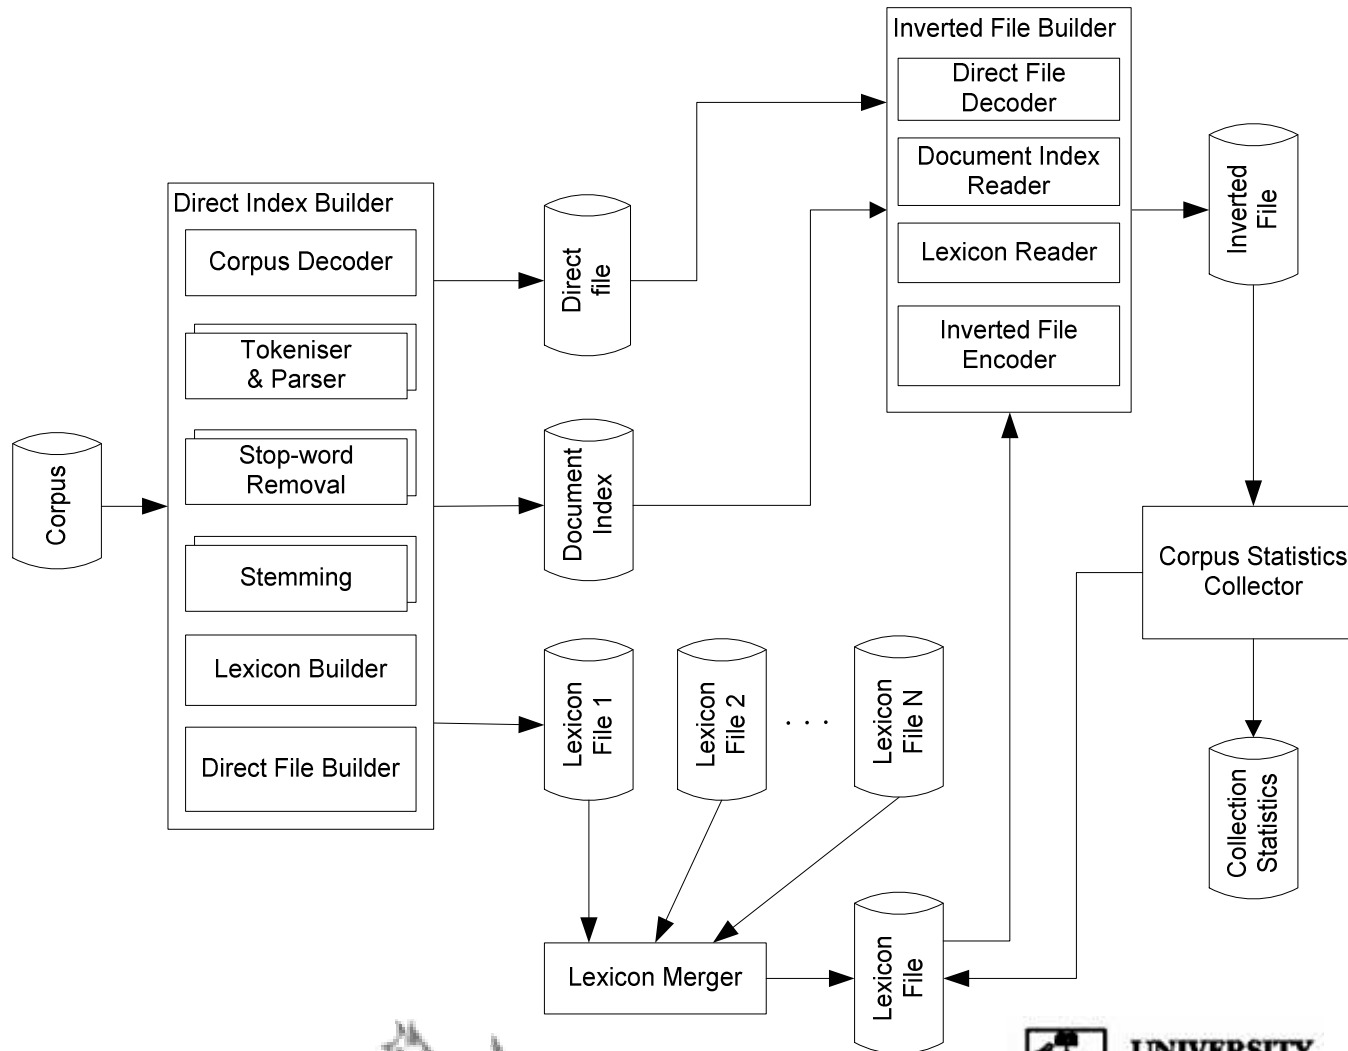 Inverted File Builder
Direct File
Decoder
Document Index
Reader
Lexicon Reader
Inverted File
Encoder
Inverted
File
Direct Index Builder
Corpus Decoder
Tokeniser
& Parser
Stop-word
Removal
Stemming
Lexicon Builder
Direct File Builder
Corpus
Direct
file
Document
Index
Corpus Statistics
Collector
Lexicon
File 1
Lexicon
File 2
. . .
Lexicon
File N
Collection
Statistics
Lexicon Merger
Lexicon
File
UNIVERSITY